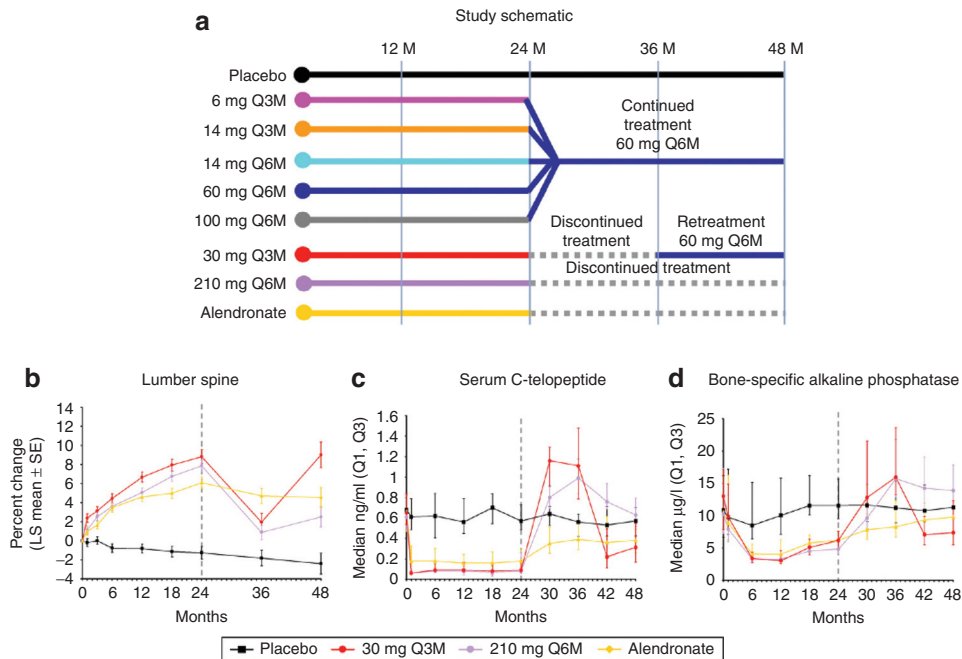 Study schematic
a
12 M 24 M 36 M 48 M
Placebo
6 mg Q3M
14 mg Q3M
14 mg Q6M
60 mg Q6M
100 mg Q6M
30 mg Q3M
210 mg Q6M
Alendronate
Continued
treatment
60 mg Q6M
Discontinued
treatment
Retreatment
60 mg Q6M
Discontinued treatment
b Lumber spine
Percent change
(LS mean ± SE)
14
12
10
8
6
4
2
0
−2
−4
0 6 12 18 24 36 48
Months
c Serum C-telopeptide
Median ng/ml (Q1, Q3)
1.6
1.4
1.2
1
0.8
0.6
0.4
0.2
0
0 6 12 18 24 30 36 42 48
Months
d Bone-specific alkaline phosphatase
Median µg/l (Q1, Q3)
25
20
15
10
5
0
0 6 12 18 24 30 36 42 48
Months
Placebo 30 mg Q3M 210 mg Q6M Alendronate